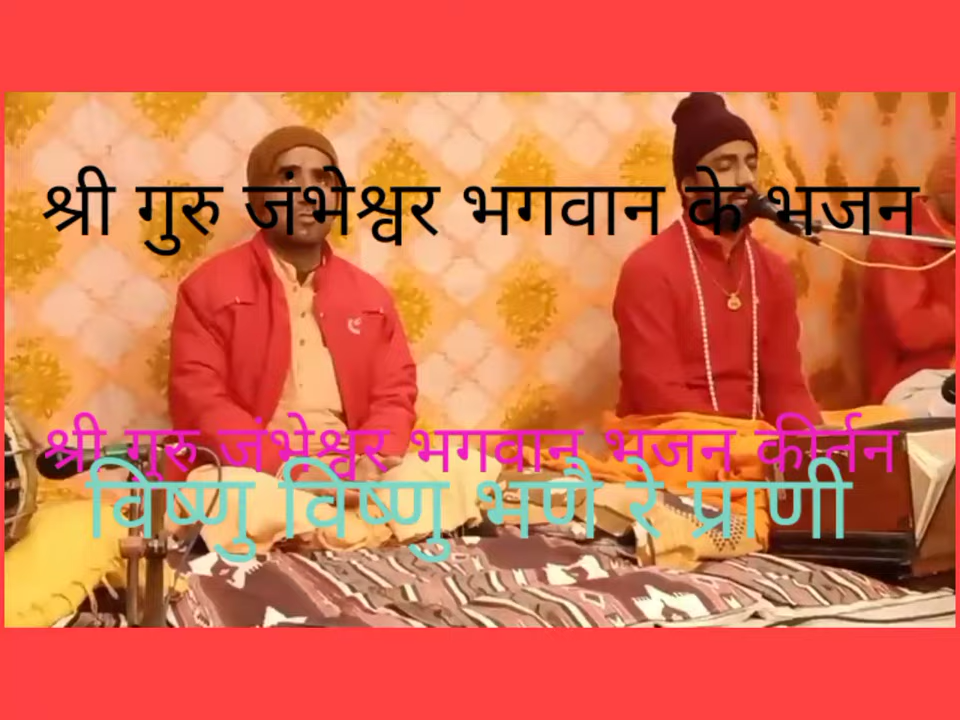 श्री गुरु जंभेश्वर भगवान के भजन
श्री गुरु जंभेश्वर भगवान भजन कीर्तन
विष्णु विष्णु भणै रे प्राणी